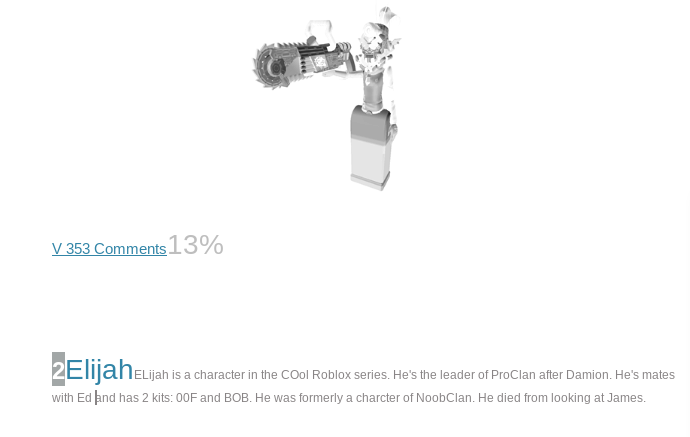 V 353 Comments13%
2ElijahELijah is a character in the COol Roblox series. He's the leader of ProClan after Damion. He's mates
with Ed and has 2 kits: 00F and BOB. He was formerly a charcter of NoobClan. He died from looking at James.